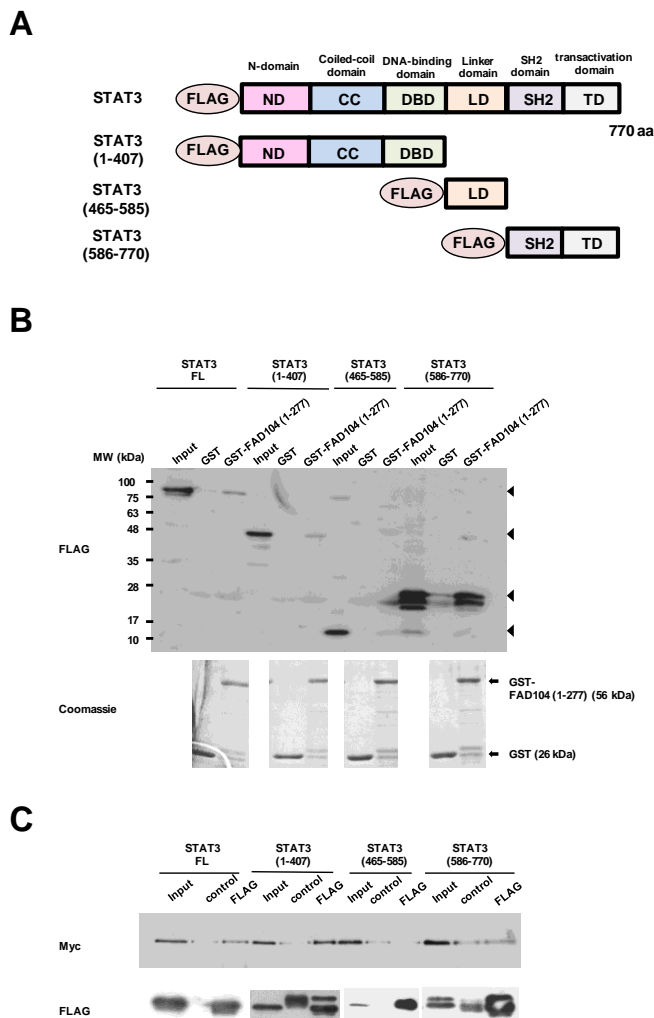 A
N-domain
Coiled-coil domain
DNA-binding domain
Linker domain
SH2 domain
transactivation domain
STAT3
FLAG ND CC DBD LD SH2 TD
770 aa
STAT3 (1-407)
FLAG ND CC DBD
STAT3 (465-585)
FLAG LD
STAT3 (586-770)
FLAG SH2 TD
B
STAT3 FL
STAT3 (1-407)
STAT3 (465-585)
STAT3 (586-770)
Input GST GST-FAD104 (1-277) Input GST GST-FAD104 (1-277) Input GST GST-FAD104 (1-277) Input GST GST-FAD104 (1-277)
MW (kDa)
100
75
63
48
35
28
17
10
FLAG
Coomassie
GST-
FAD104 (1-277) (56 kDa)
GST (26 kDa)
C
STAT3 FL
STAT3 (1-407)
STAT3 (465-585)
STAT3 (586-770)
Input control FLAG Input control FLAG Input control FLAG Input control FLAG
Myc
FLAG